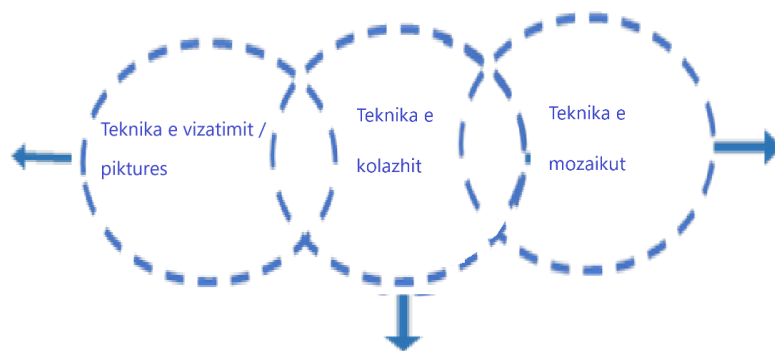 Teknika e vizatimit /
piktures
Teknika e
kolazhit
Teknika e
mozaikut